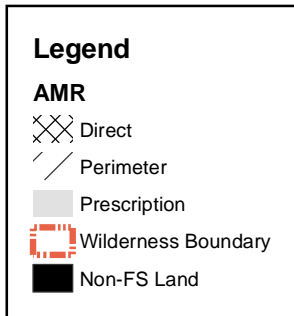 Legend
AMR
Direct
Perimeter
Prescription
Wilderness Boundary
Non-FS Land